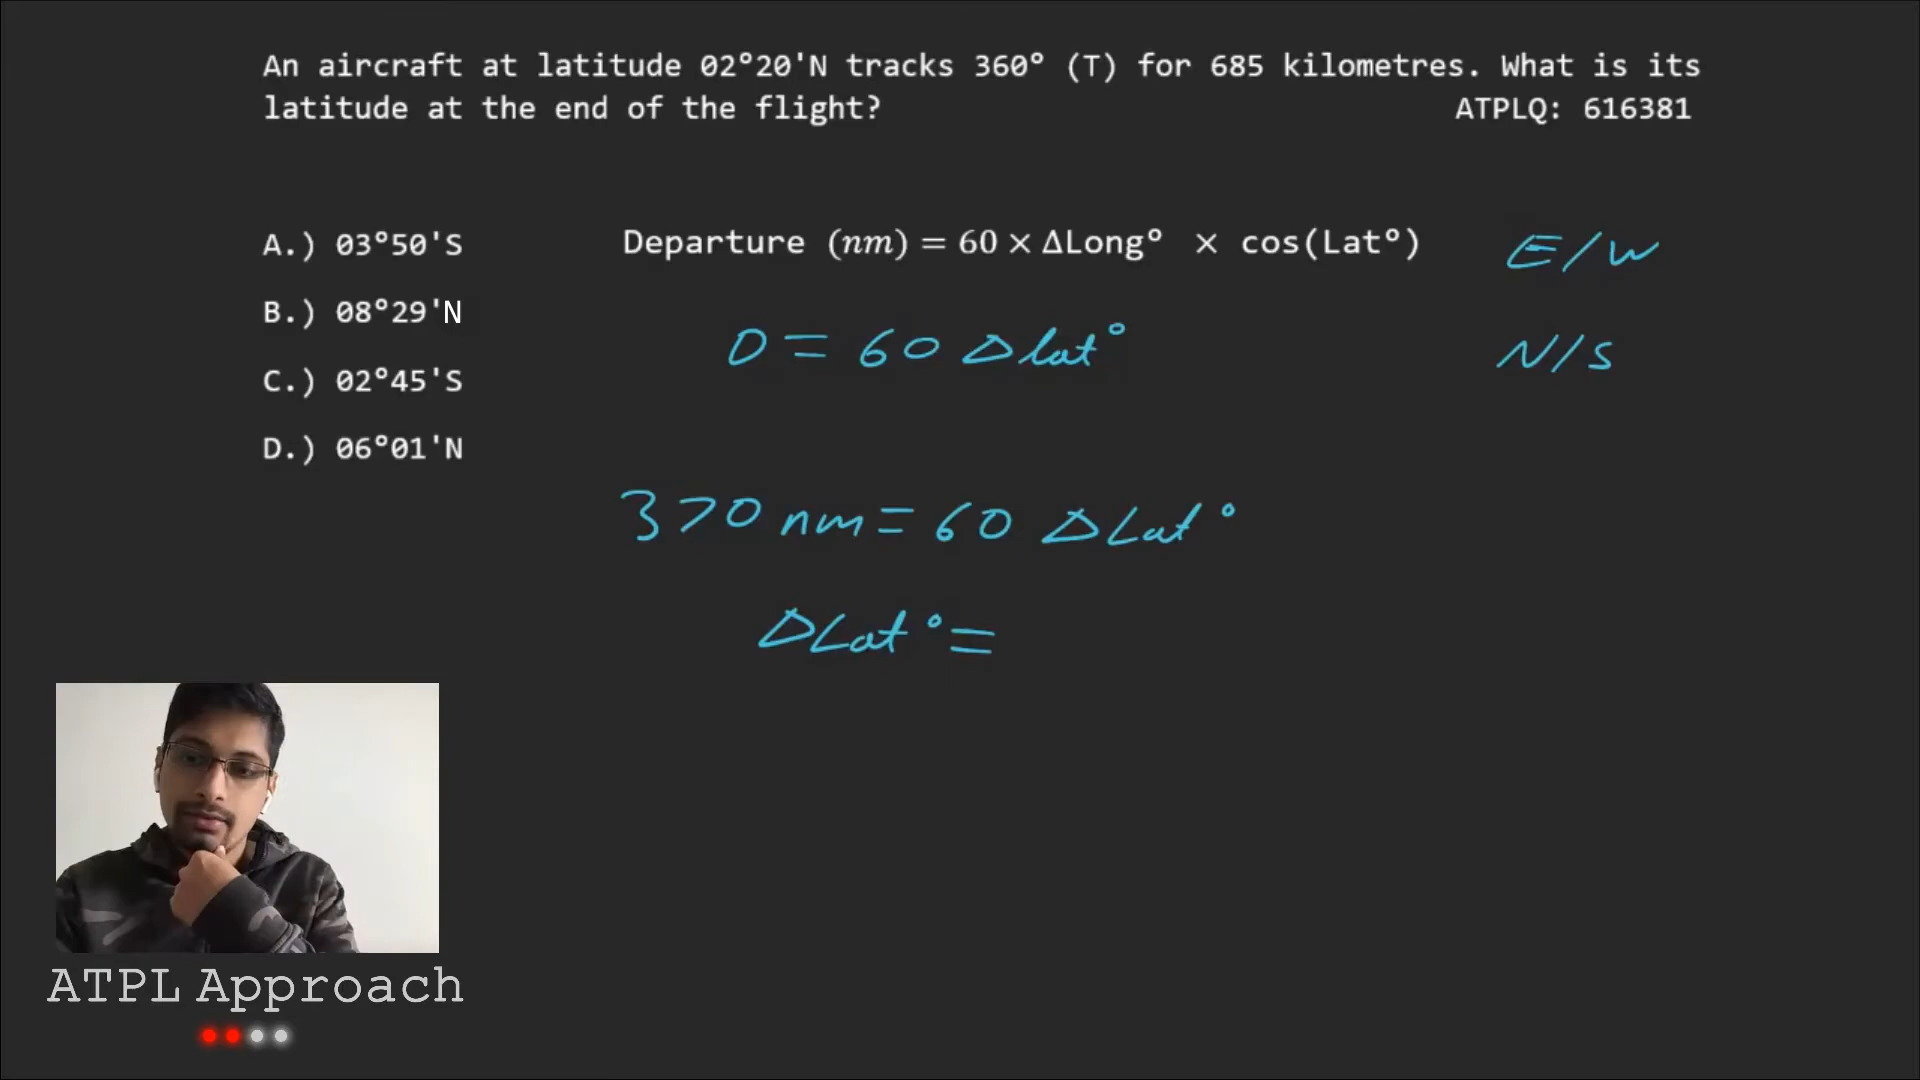 An aircraft at latitude 02°20'N tracks 360° (T) for 685 kilometres. What is its
latitude at the end of the flight? ATPLQ: 616381
A.) 03°50'S
B.) 08°29'N
C.) 02°45'S
D.) 06°01'N
Departure (nm) = 60 × ΔLong° × cos(Lat°) E/W
D = 60 Δlat° N/S
370 nm = 60 ΔLat°
ΔLat° =
ATPL Approach